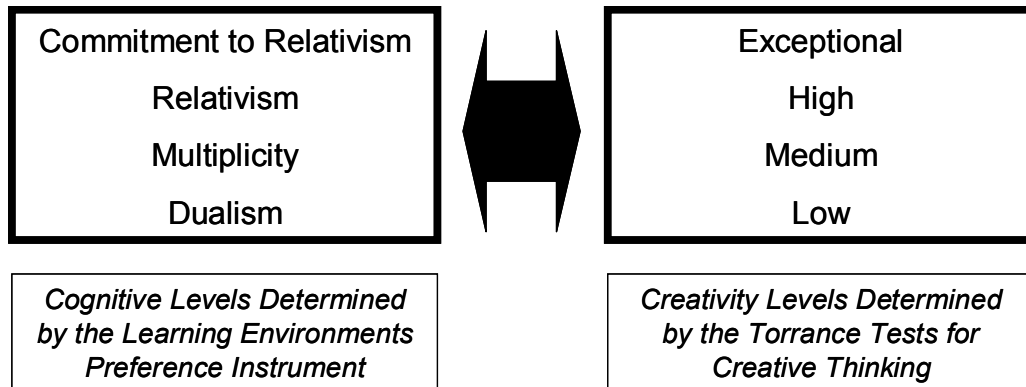 Commitment to Relativism
Relativism
Multiplicity
Dualism
Exceptional
High
Medium
Low
Cognitive Levels Determined
by the Learning Environments
Preference Instrument
Creativity Levels Determined
by the Torrance Tests for
Creative Thinking